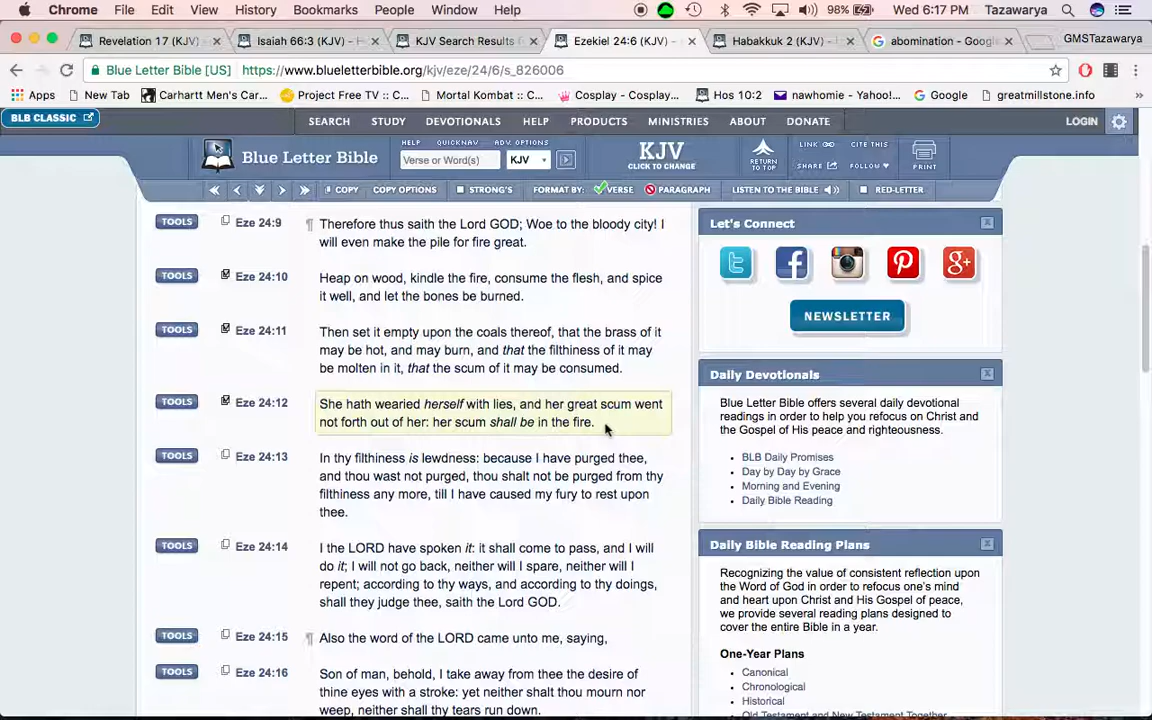 Chrome File Edit View History Bookmarks People Window Help 98% Wed 6:17 PM Tazawarya
Revelation 17 (KJV) - Isaiah 66:3 (KJV) - H KJV Search Results f Ezekiel 24:6 (KJV) - Habakkuk 2 (KJV) - H abomination - Google GMSTazawarya
Blue Letter Bible [US] https://www.blueletterbible.org/kjv/eze/24/6/s_826006
Apps New Tab Carhartt Men's Car... Project Free TV ::  C... Mortal Kombat ::  C... Cosplay - Cosplay... Hos 10:2 nawhomie - Yahoo!... Google greatmillstone.info »
BLB CLASSIC SEARCH STUDY DEVOTIONALS HELP PRODUCTS MINISTRIES ABOUT DONATE LOGIN
Blue Letter Bible HELP QUICKNAV ADV. OPTIONS
Verse or Word(s) KJV
KJV
CLICK TO CHANGE
RETURN TO TOP
LINK CITE THIS
SHARE FOLLOW
PRINT
COPY COPY OPTIONS STRONG'S FORMAT BY: VERSE PARAGRAPH LISTEN TO THE BIBLE RED-LETTER
TOOLS Eze 24:9 ¶ Therefore thus saith the Lord GOD; Woe to the bloody city! I
will even make the pile for fire great.
TOOLS Eze 24:10 Heap on wood, kindle the fire, consume the flesh, and spice
it well, and let the bones be burned.
TOOLS Eze 24:11 Then set it empty upon the coals thereof, that the brass of it
may be hot, and may burn, and that the filthiness of it may
be molten in it, that the scum of it may be consumed.
TOOLS Eze 24:12 She hath wearied herself with lies, and her great scum went
not forth out of her: her scum shall be in the fire.
TOOLS Eze 24:13 In thy filthiness is lewdness: because I have purged thee,
and thou wast not purged, thou shalt not be purged from thy
filthiness any more, till I have caused my fury to rest upon
thee.
TOOLS Eze 24:14 I the LORD have spoken it: it shall come to pass, and I will
do it; I will not go back, neither will I spare, neither will I
repent; according to thy ways, and according to thy doings,
shall they judge thee, saith the Lord GOD.
TOOLS Eze 24:15 ¶ Also the word of the LORD came unto me, saying,
TOOLS Eze 24:16 Son of man, behold, I take away from thee the desire of
thine eyes with a stroke: yet neither shalt thou mourn nor
weep, neither shall thy tears run down.
Let's Connect
NEWSLETTER
Daily Devotionals
Blue Letter Bible offers several daily devotional
readings in order to help you refocus on Christ and
the Gospel of His peace and righteousness.
BLB Daily Promises
Day by Day by Grace
Morning and Evening
Daily Bible Reading
Daily Bible Reading Plans
Recognizing the value of consistent reflection upon
the Word of God in order to refocus one's mind
and heart upon Christ and His Gospel of peace,
we provide several reading plans designed to
cover the entire Bible in a year.
One-Year Plans
Canonical
Chronological
Historical
Old Testament and New Testament Together